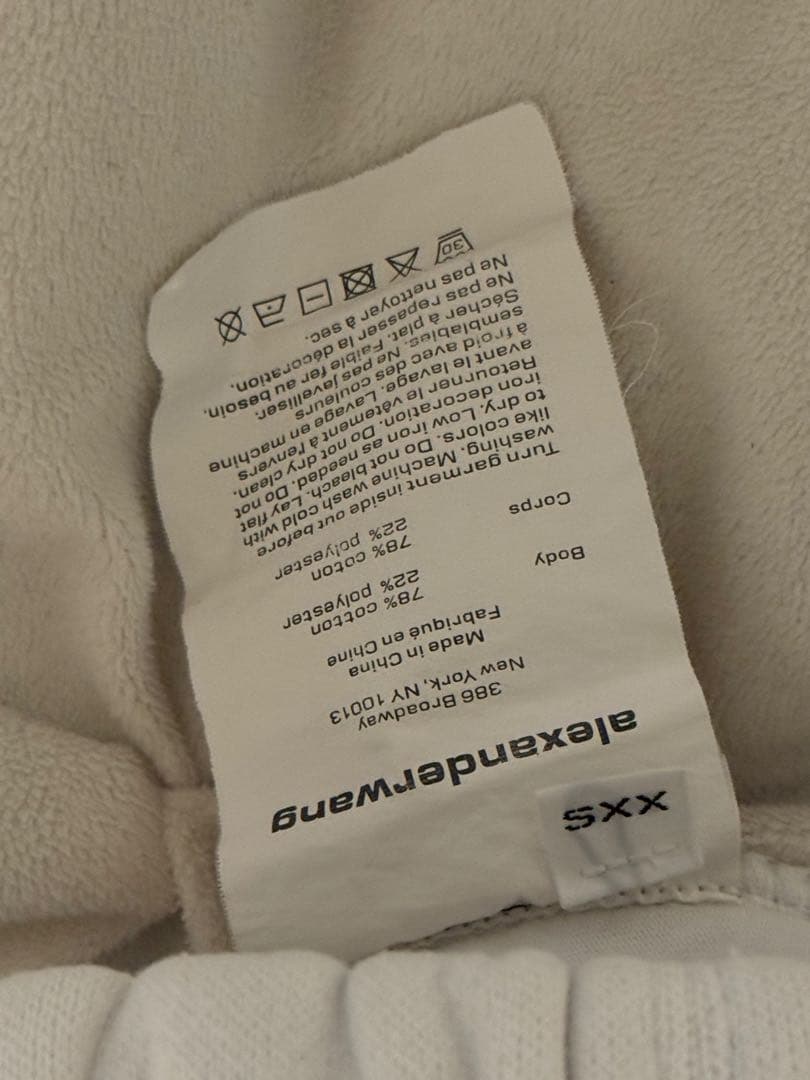 XXS
alexanderwang
386 Broadway
New York, NY 10013
Made in China
Fabriqué en Chine
Body
78% cotton
22% polyester
Corps
78% coton
22% polyester
Turn garment inside out before
washing. Machine wash cold with
like colors. Do not bleach. Lay flat
to dry. Low iron as needed. Do not
iron decoration. Do not dry clean.
Retourner le vêtement à l'envers
avant le lavage. Lavage en machine
à froid avec des couleurs
semblables. Ne pas javelliser.
Sécher à plat. Faible fer au besoin.
Ne pas repasser la décoration.
Ne pas nettoyer à sec.
30